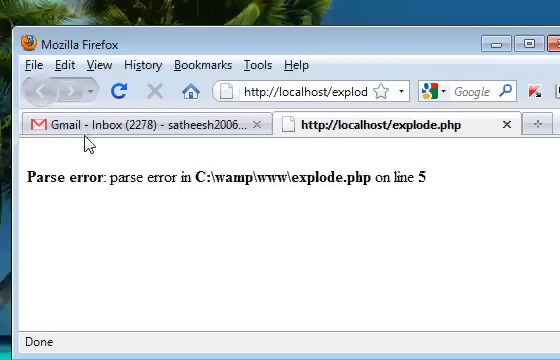 Mozilla Firefox
File Edit View History Bookmarks Tools Help
http://localhost/explod Google
Gmail - Inbox (2278) - satheesh2006... http://localhost/explode.php
Parse error: parse error in C:\wamp\www\explode.php on line 5
Done